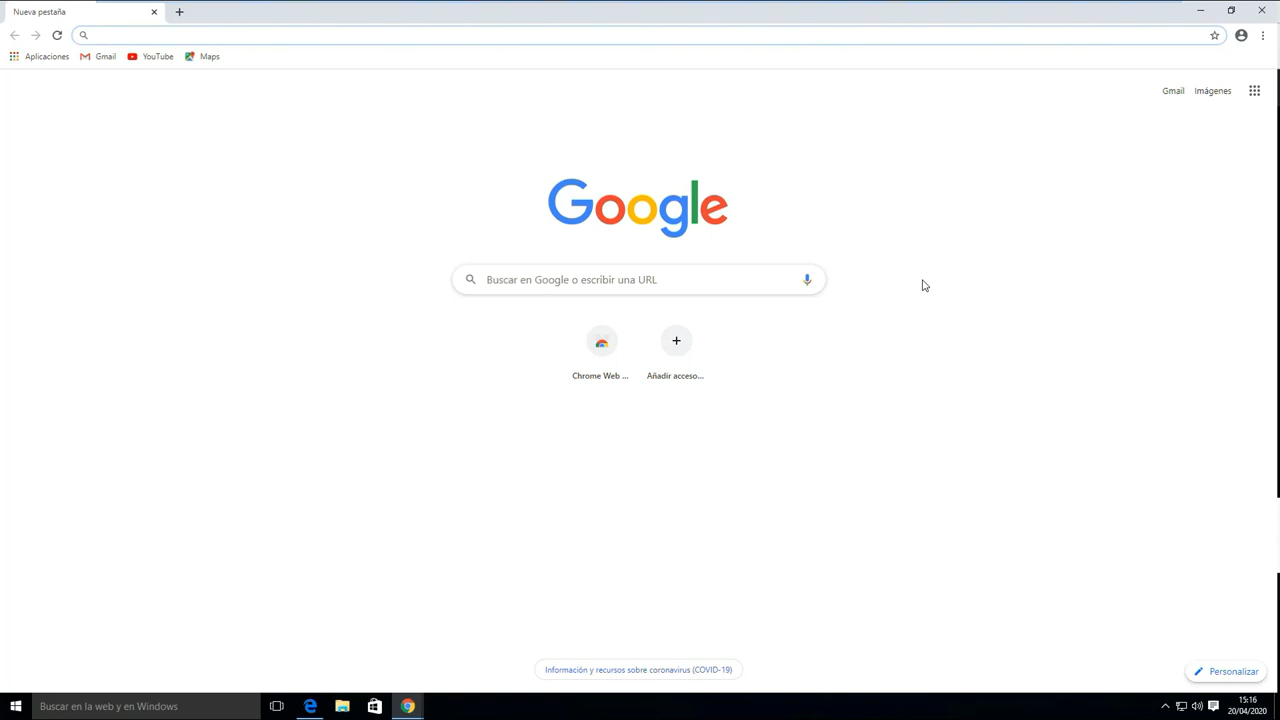 Nueva pestaña
Aplicaciones Gmail YouTube Maps
Gmail Imágenes
Google
Buscar en Google o escribir una URL
Chrome Web ... Añadir acceso...
Información y recursos sobre coronavirus (COVID-19)
Personalizar
Buscar en la web y en Windows
15:16
20/04/2020